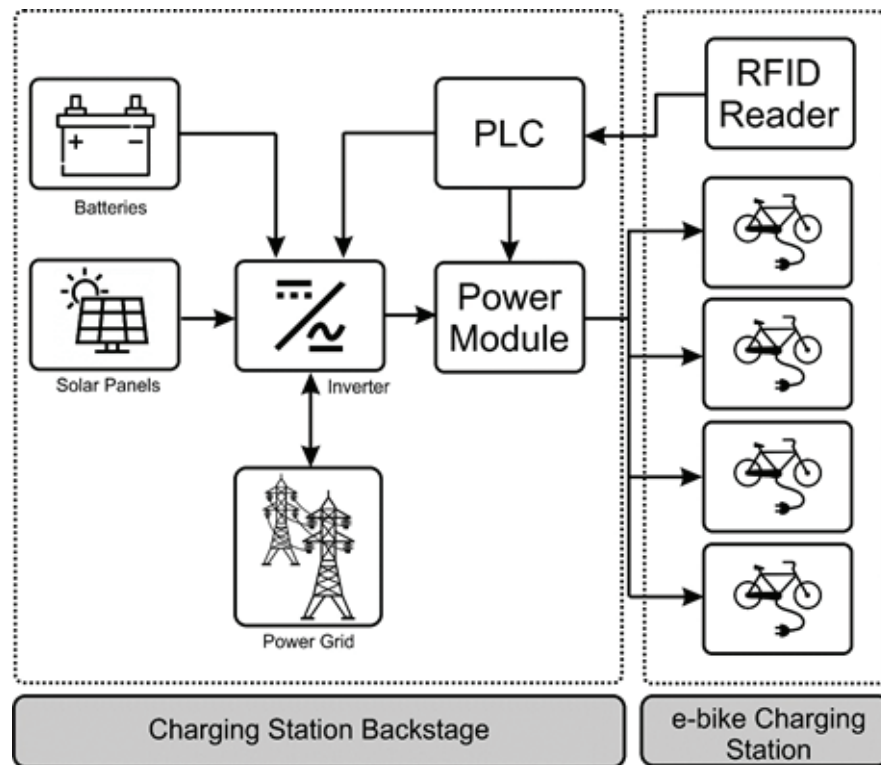 RFID
Reader
PLC
+ −
Batteries
Power
Module
Solar Panels
Inverter
Power Grid
Charging Station Backstage
e-bike Charging
Station